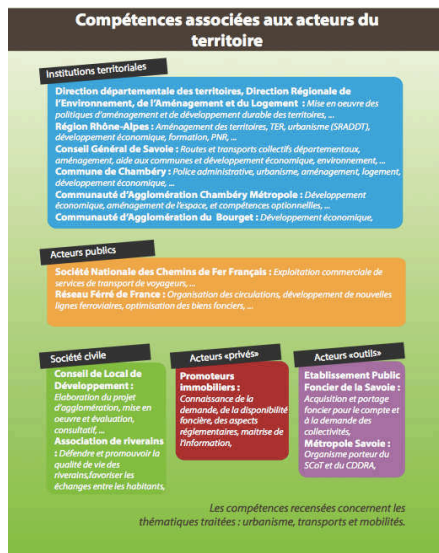 Compétences associées aux acteurs du
territoire
Institutions territoriales
Direction départementale des territoires, Direction Régionale de
l'Environnement, de l'Aménagement et du Logement : Mise en oeuvre des
politiques d'aménagement et de développement durable des territoires, ...
Région Rhône-Alpes : Aménagement des territoires, TER, urbanisme (SRADDT),
développement économique, formation, PNR, ...
Conseil Général de Savoie : Routes et transports collectifs départementaux,
aménagement, aide aux communes et développement économique, environnement, ...
Commune de Chambéry : Police administrative, urbanisme, aménagement, logement,
développement économique, ...
Communauté d'Agglomération Chambéry Métropole : Développement
économique, aménagement de l'espace, et compétences optionnelles, ...
Communauté d'Agglomération du Bourget : Développement économique,
Acteurs publics
Société Nationale des Chemins de Fer Français : Exploitation commerciale de
services de transport de voyageurs, ...
Réseau Férré de France : Organisation des circulations, développement de nouvelles
lignes ferroviaires, optimisation des biens fonciers, ...
Société civile
Conseil de Local de
Développement :
Elaboration du projet
d'agglomération, mise en
oeuvre et évaluation,
consultatif, ...
Association de riverains
: Défendre et promouvoir la
qualité de vie des
riverains,favoriser les
échanges entre les habitants,
Acteurs «privés»
Promoteurs
immobiliers :
Connaissance de la
demande, de la disponibilité
foncière, des aspects
réglementaires, maitrise de
l'information,
Acteurs «outils»
Etablissement Public
Foncier de la Savoie :
Acquisition et portage
foncier pour le compte et
à la demande des
collectivités,
Métropole Savoie :
Organisme porteur du
SCoT et du CDDRA,
Les compétences recensées concernent les
thématiques traitées : urbanisme, transports et mobilités.